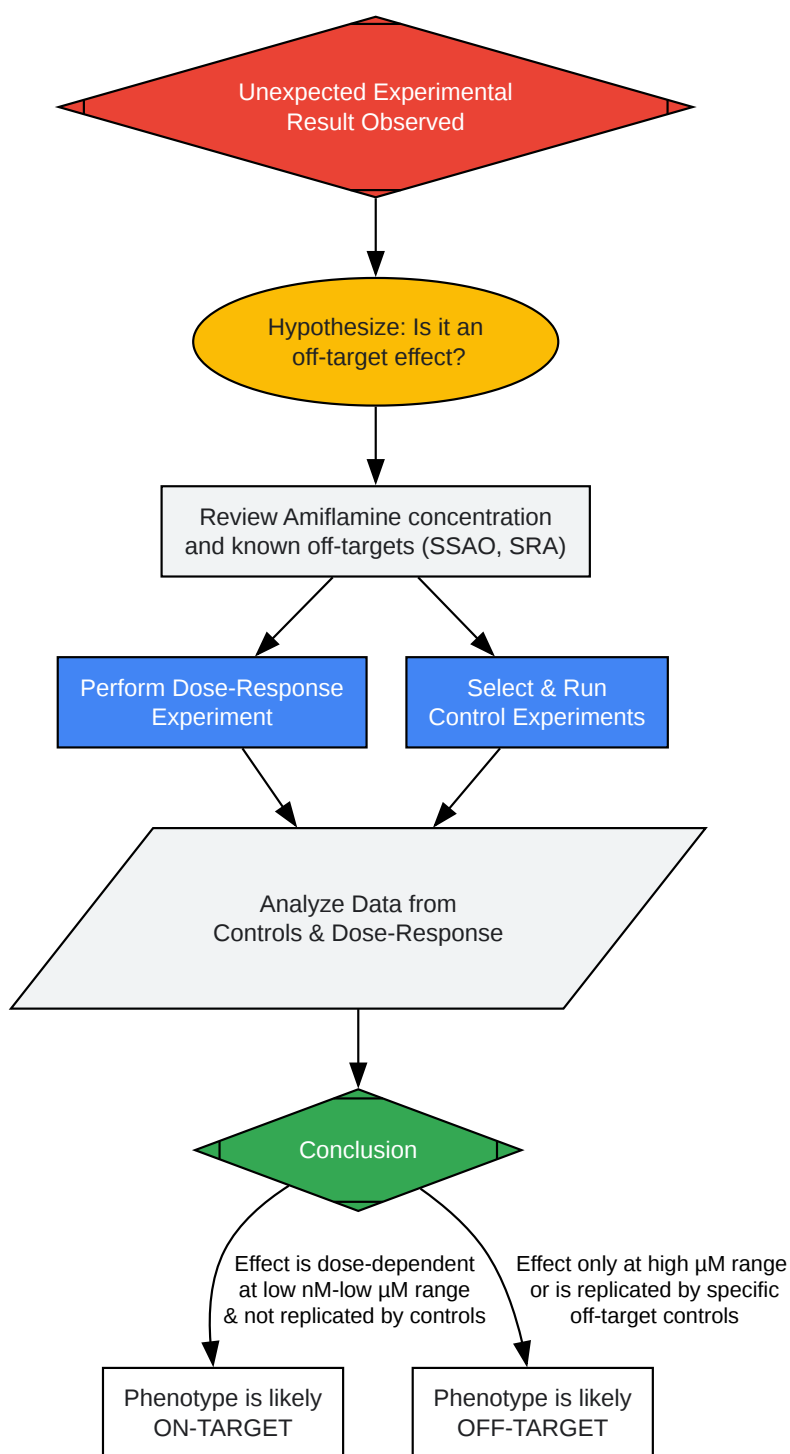 Unexpected Experimental
Result Observed
Hypothesize: Is it an
off-target effect?
Review Amiflamine concentration
and known off-targets (SSAO, SRA)
Perform Dose-Response
Experiment
Select & Run
Control Experiments
Analyze Data from
Controls & Dose-Response
Conclusion
Effect is dose-dependent
at low nM-low µM range
& not replicated by controls
Effect only at high µM range
or is replicated by specific
off-target controls
Phenotype is likely
ON-TARGET
Phenotype is likely
OFF-TARGET